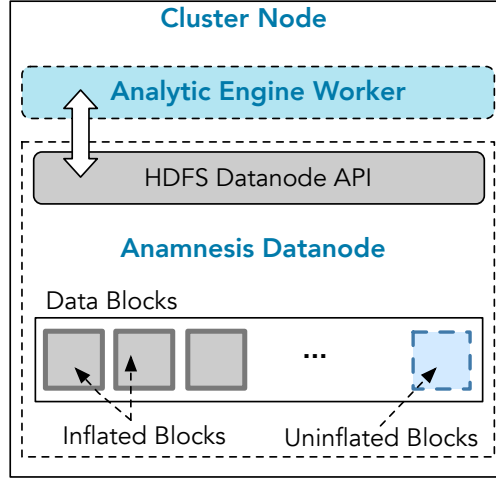 Cluster Node
Analytic Engine Worker
HDFS Datanode API
Anamnesis Datanode
Data Blocks
...
Inflated Blocks
Uninflated Blocks